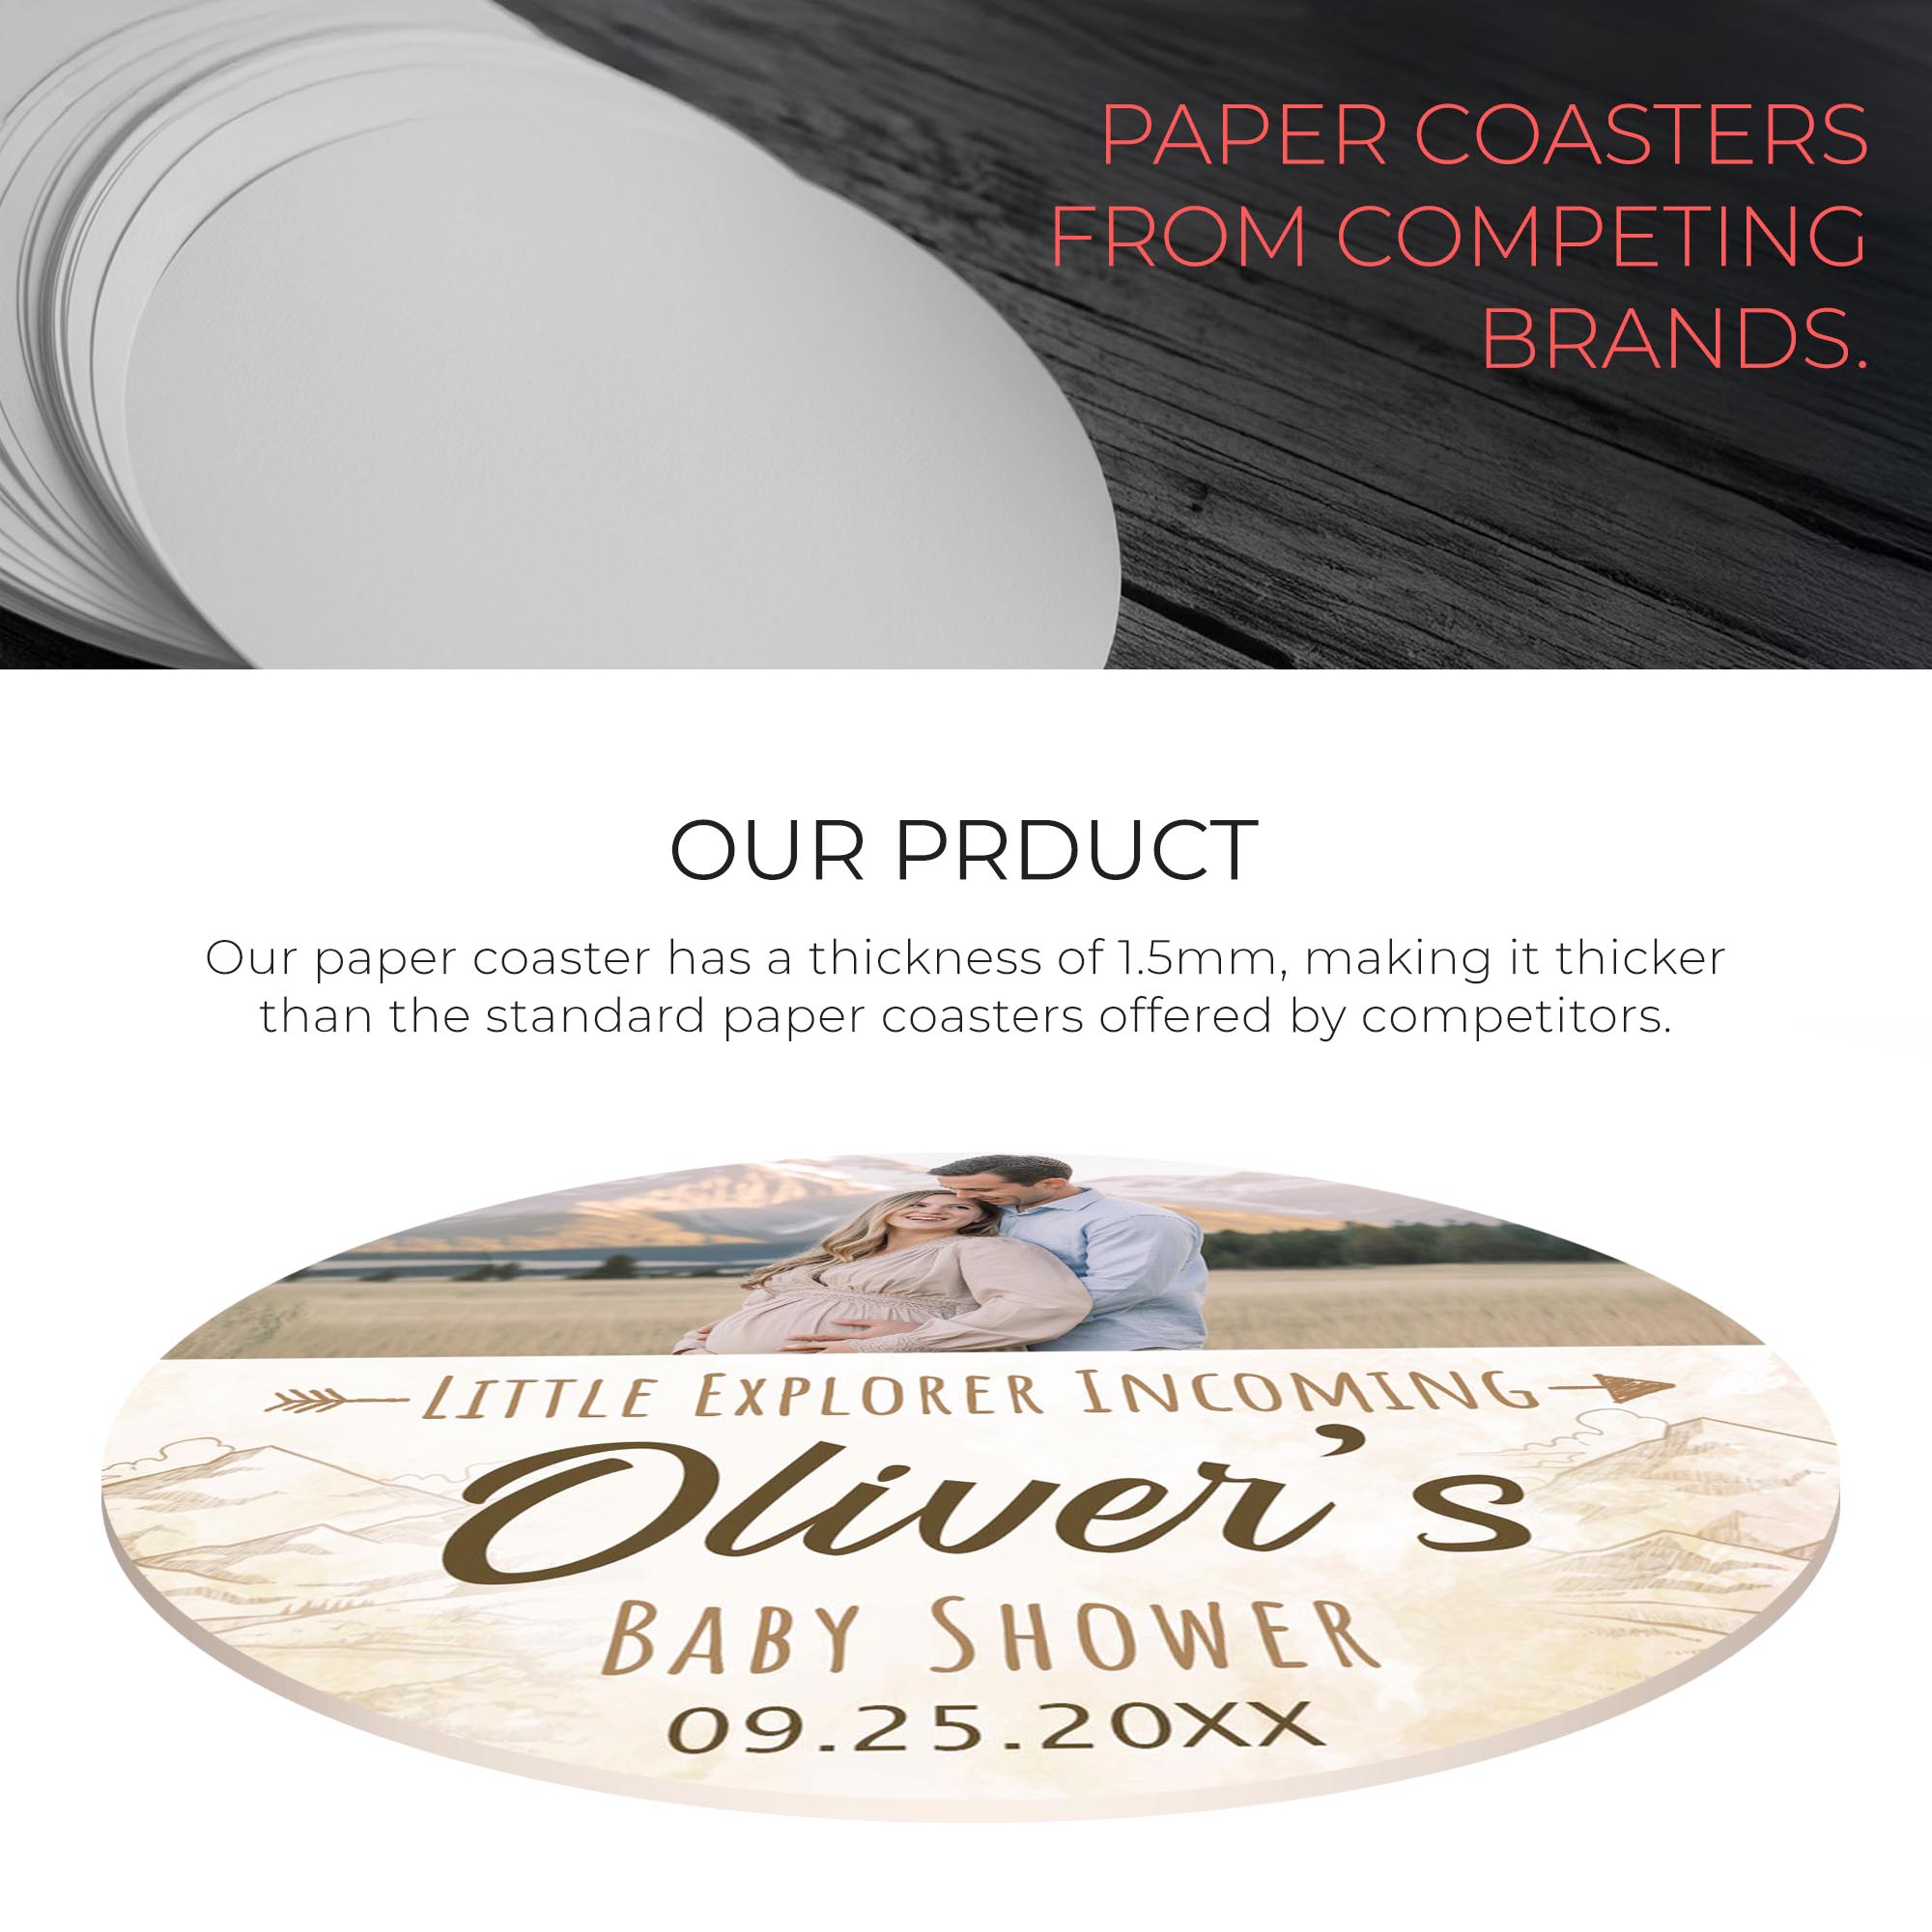 PAPER COASTERS
FROM COMPETING
BRANDS.
OUR PRDUCT
Our paper coaster has a thickness of 1.5mm, making it thicker
than the standard paper coasters offered by competitors.
LITTLE EXPLORER INCOMING
Oliver's
BABY SHOWER
09.25.20XX